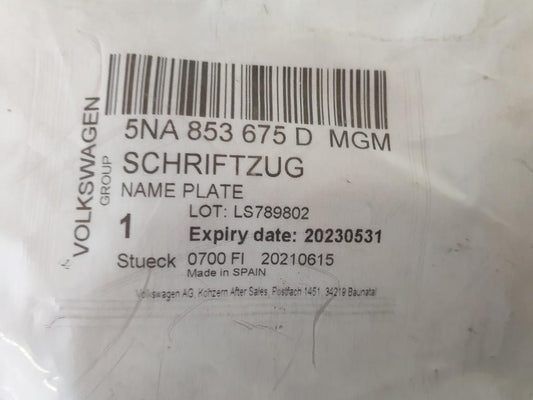 VOLKSWAGEN
GROUP
5NA 853 675 D MGM
SCHRIFTZUG
NAME PLATE
LOT: LS789802
1
Expiry date: 20230531
Stueck 0700 FI 20210615
Made in SPAIN
Volkswagen AG, Konzern After Sales, Postfach 1451, 34219 Baunatal